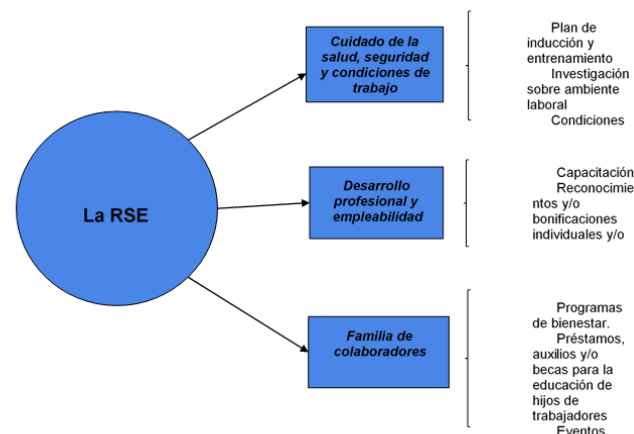 La RSE
Cuidado de la
salud, seguridad
y condiciones de
trabajo
Plan de
inducción y
entrenamiento
Investigación
sobre ambiente
laboral
Condiciones
Desarrollo
profesional y
empleabilidad
Capacitación
Reconocimie
ntos y/o
bonificaciones
individuales y/o
Familia de
colaboradores
Programas
de bienestar.
Préstamos,
auxilios y/o
becas para la
educación de
hijos de
trabajadores
Eventos